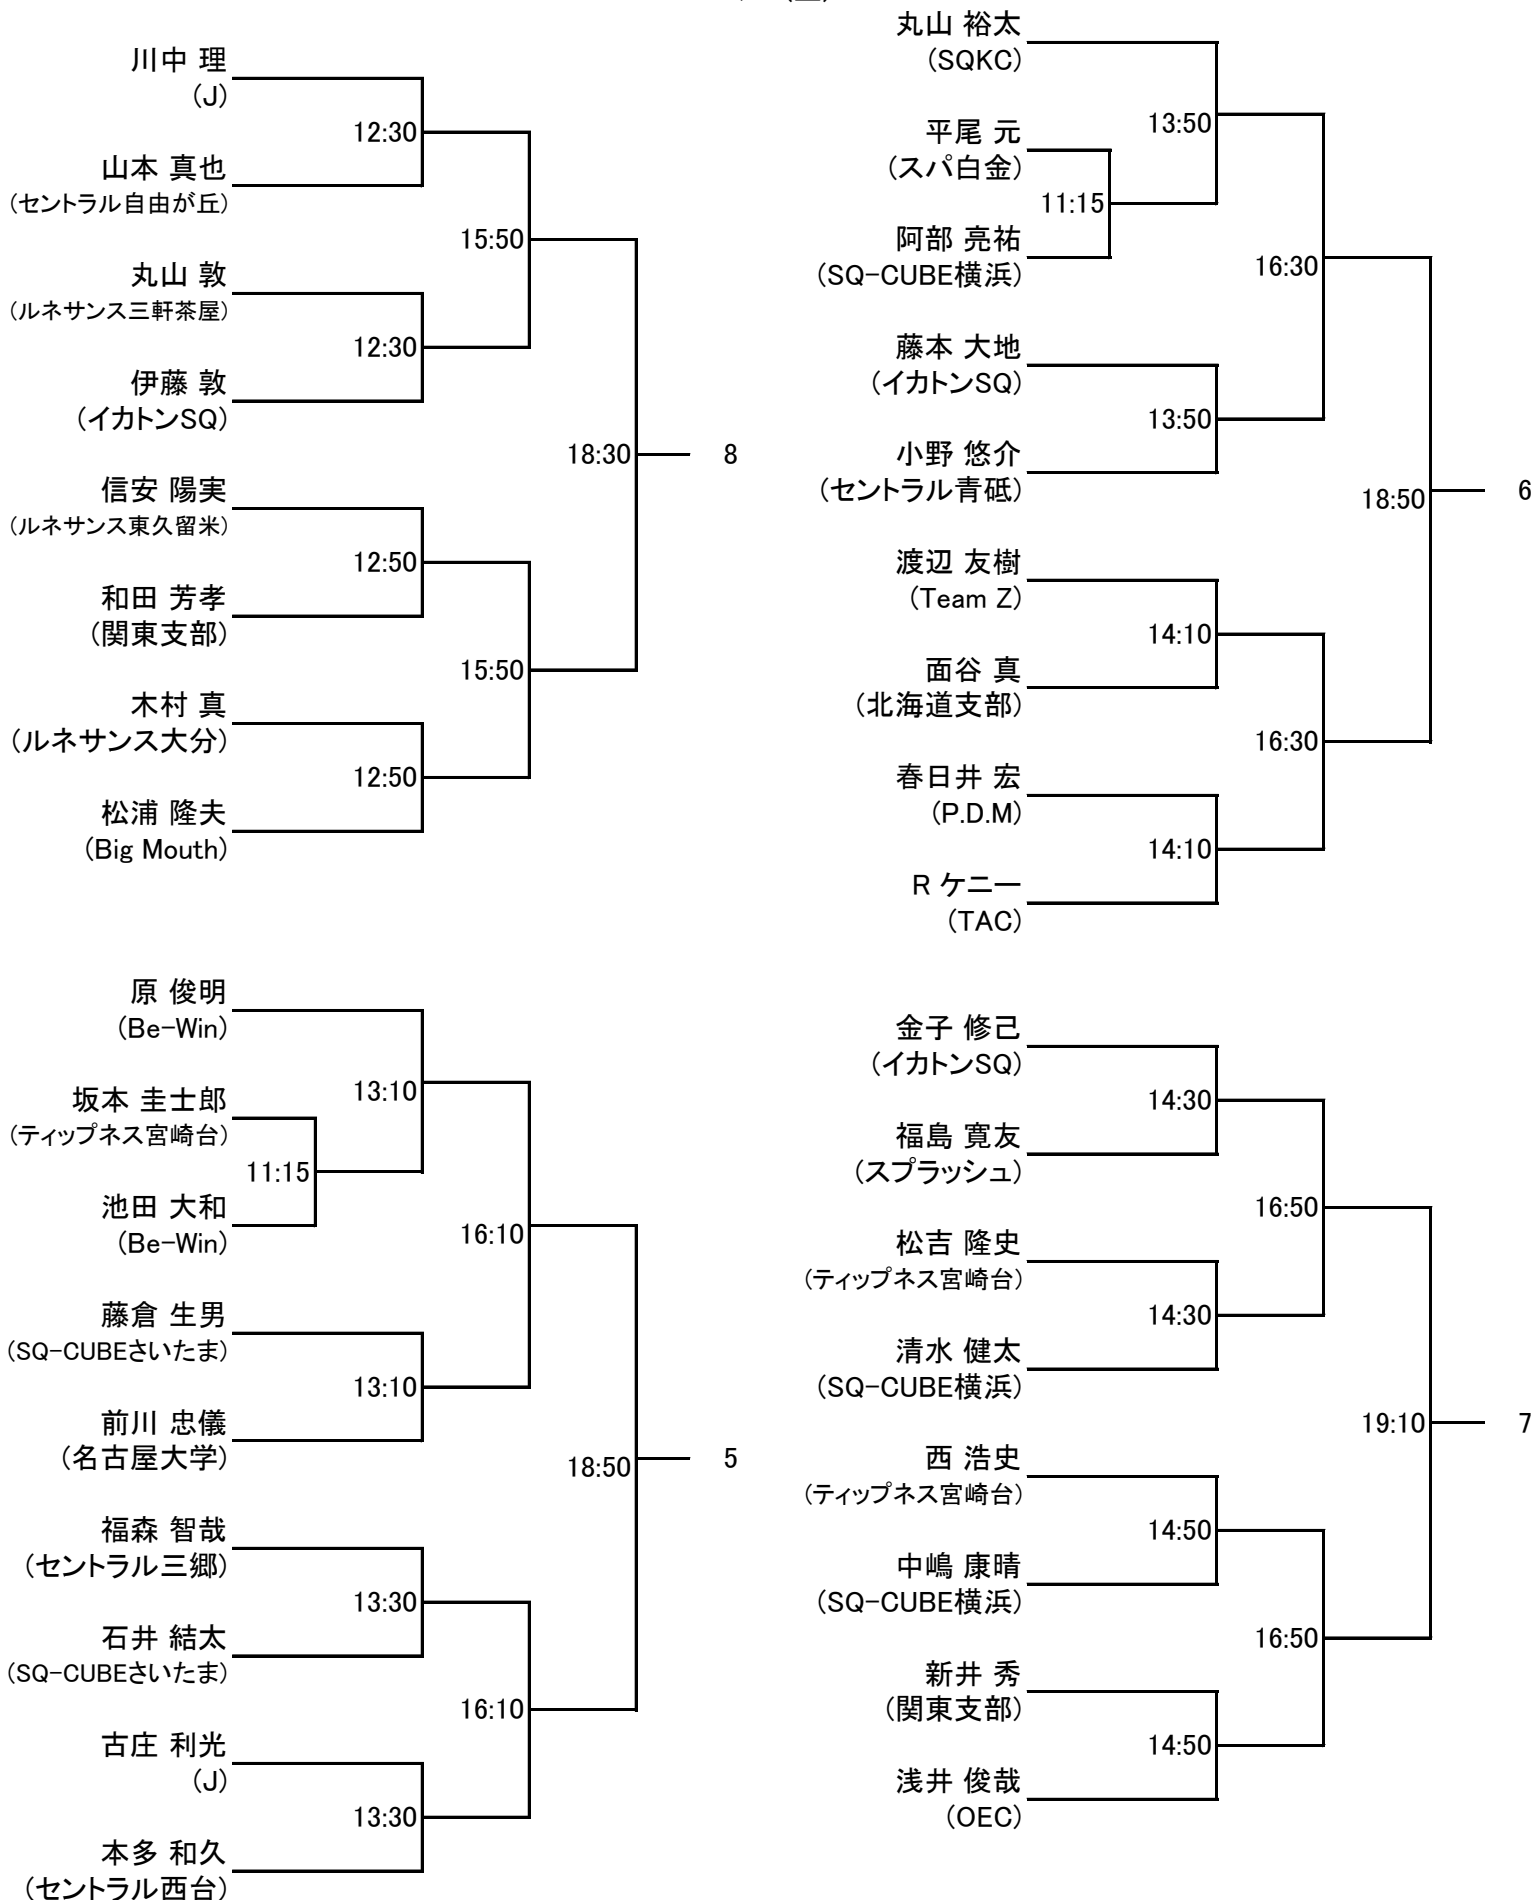 川中 理
(J)
12:30
山本 真也
(セントラル自由が丘)
15:50
丸山 敦
(ルネサンス三軒茶屋)
12:30
伊藤 敦
(イカトンSQ)
18:30
8
信安 陽実
(ルネサンス東久留米)
12:50
和田 芳孝
(関東支部)
15:50
木村 真
(ルネサンス大分)
12:50
松浦 隆夫
(Big Mouth)
原 俊明
(Be-Win)
13:10
坂本 圭士郎
(ティップネス宮崎台)
11:15
池田 大和
(Be-Win)
16:10
藤倉 生男
(SQ-CUBEさいたま)
13:10
前川 忠儀
(名古屋大学)
18:50
5
福森 智哉
(セントラル三郷)
13:30
石井 結太
(SQ-CUBEさいたま)
16:10
古庄 利光
(J)
13:30
本多 和久
(セントラル西台)
丸山 裕太
(SQKC)
13:50
平尾 元
(スパ白金)
11:15
阿部 亮祐
(SQ-CUBE横浜)
16:30
藤本 大地
(イカトンSQ)
13:50
小野 悠介
(セントラル青砥)
18:50
6
渡辺 友樹
(Team Z)
14:10
面谷 真
(北海道支部)
16:30
春日井 宏
(P.D.M)
14:10
R ケニー
(TAC)
金子 修己
(イカトンSQ)
14:30
福島 寛友
(スプラッシュ)
16:50
松吉 隆史
(ティップネス宮崎台)
14:30
清水 健太
(SQ-CUBE横浜)
19:10
7
西 浩史
(ティップネス宮崎台)
14:50
中嶋 康晴
(SQ-CUBE横浜)
16:50
新井 秀
(関東支部)
14:50
浅井 俊哉
(OEC)